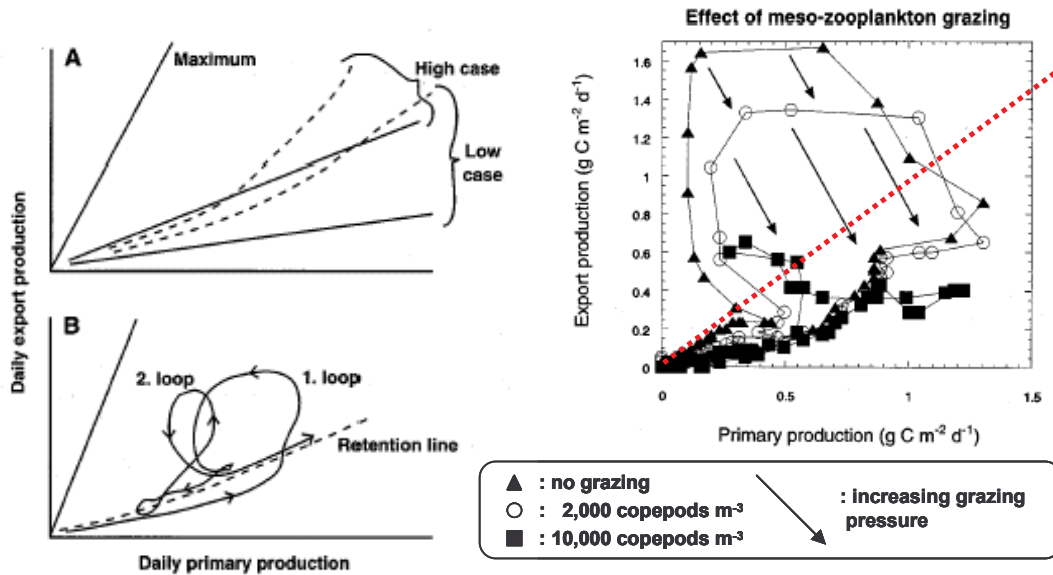 Effect of meso-zooplankton grazing
A
Maximum
High case
Low
case
Daily export production
B
2. loop
1. loop
Retention line
Daily primary production
Export production (g C m⁻² d⁻¹)
1.6
1.4
1.2
1
0.8
0.6
0.4
0.2
0
0
0.5
1
1.5
Primary production (g C m⁻² d⁻¹)
▲ : no grazing
○ : 2,000 copepods m⁻³
■ : 10,000 copepods m⁻³
: increasing grazing
pressure